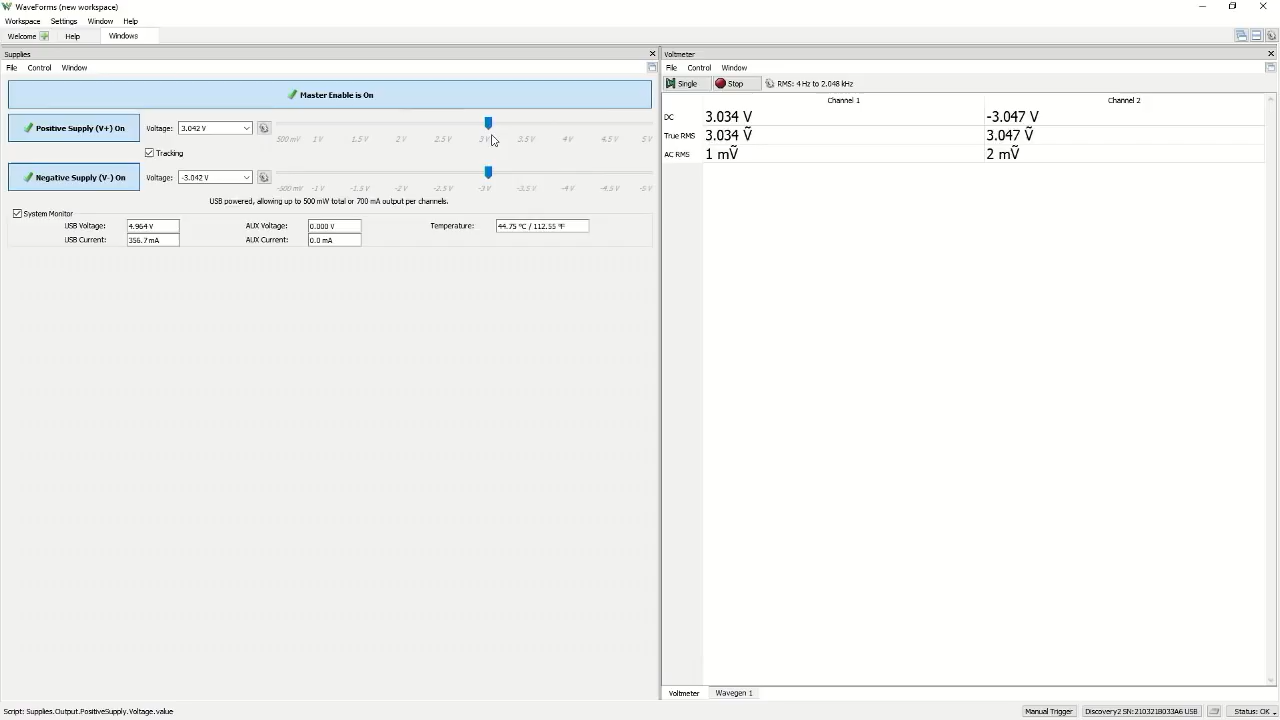 WaveForms (new workspace)
Workspace Settings Window Help
Welcome Help Windows
Supplies
File Control Window
Master Enable is On
Positive Supply (V+) On Voltage: 3.042 V
500 mV 1 V 1.5 V 2 V 2.5 V 3 V 3.5 V 4 V 4.5 V 5 V
Tracking
Negative Supply (V-) On Voltage: -3.042 V
-500 mV -1 V -1.5 V -2 V -2.5 V -3 V -3.5 V -4 V -4.5 V -5 V
USB powered, allowing up to 500 mW total or 700 mA output per channels.
System Monitor
USB Voltage: 4.964 V AUX Voltage: 0.000 V Temperature: 44.75 °C / 112.55 °F
USB Current: 356.7 mA AUX Current: 0.0 mA
Voltmeter
File Control Window
Single Stop RMS: 4 Hz to 2.048 kHz
Channel 1 Channel 2
DC 3.034 V -3.047 V
True RMS 3.034 Ṽ 3.047 Ṽ
AC RMS 1 mṼ 2 mṼ
Voltmeter Wavegen 1
Script: Supplies.Output.PositiveSupply.Voltage.value
Manual Trigger Discovery2 SN:2103218033A6 USB Status: OK